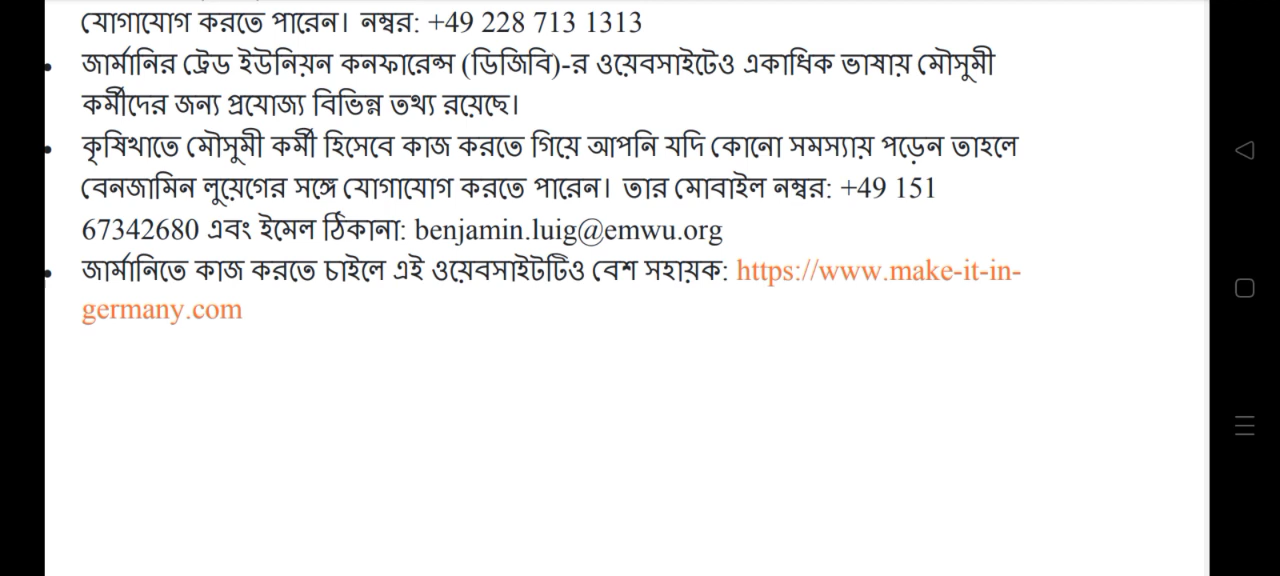 যোগাযোগ করতে পারেন। নম্বর: +49 228 713 1313
• জার্মানির ট্রেড ইউনিয়ন কনফারেন্স (ডিজিবি)-র ওয়েবসাইটেও একাধিক ভাষায় মৌসুমী
কর্মীদের জন্য প্রযোজ্য বিভিন্ন তথ্য রয়েছে।
• কৃষিখাতে মৌসুমী কর্মী হিসেবে কাজ করতে গিয়ে আপনি যদি কোনো সমস্যায় পড়েন তাহলে
বেনজামিন লুয়েগের সঙ্গে যোগাযোগ করতে পারেন। তার মোবাইল নম্বর: +49 151
67342680 এবং ইমেল ঠিকানা: benjamin.luig@emwu.org
• জার্মানিতে কাজ করতে চাইলে এই ওয়েবসাইটটিও বেশ সহায়ক: https://www.make-it-in-
germany.com